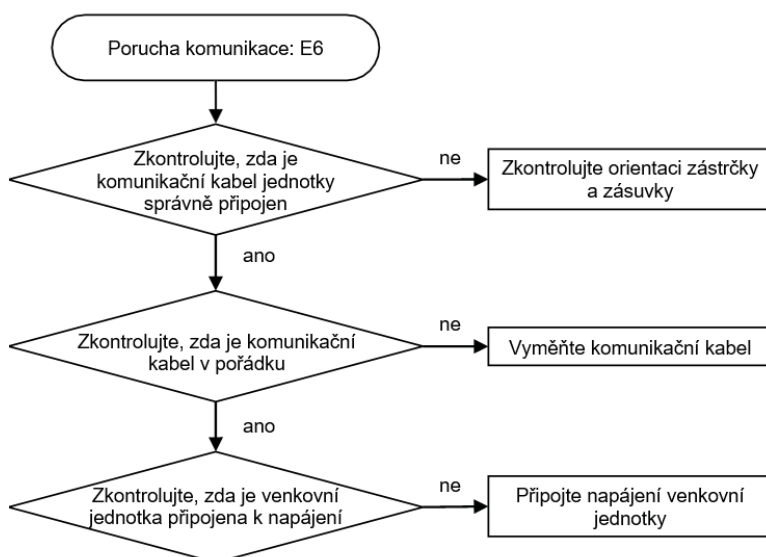 Porucha komunikace: E6
Zkontrolujte, zda je
komunikační kabel jednotky
správně připojen
ne
Zkontrolujte orientaci zástrčky
a zásuvky
ano
Zkontrolujte, zda je komunikační
kabel v pořádku
ne
Vyměňte komunikační kabel
ano
Zkontrolujte, zda je venkovní
jednotka připojena k napájení
ne
Připojte napájení venkovní
jednotky